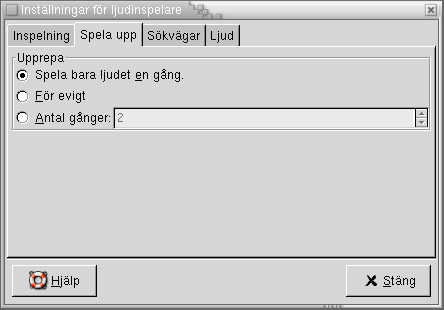 Inställningar för ljudinspelare
Inspelning Spela upp Sökvägar Ljud
Upprepa
Spela bara ljudet en gång.
För evigt
Antal gånger: 2
Hjälp Stäng